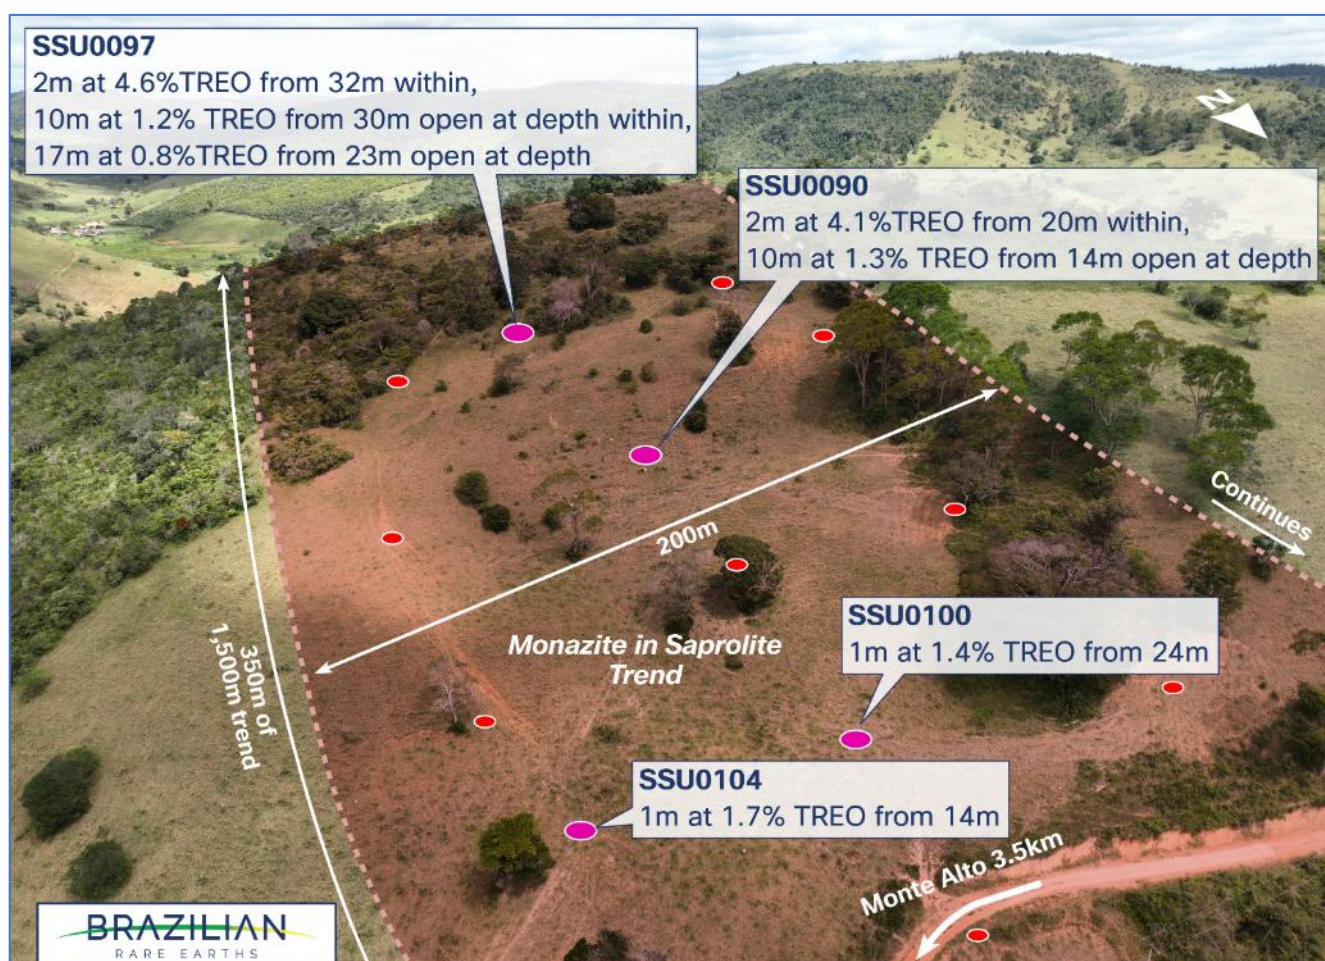 SSU0097
2m at 4.6%TREO from 32m within,
10m at 1.2% TREO from 30m open at depth within,
17m at 0.8%TREO from 23m open at depth
N
SSU0090
2m at 4.1%TREO from 20m within,
10m at 1.3% TREO from 14m open at depth
Continues
200m
Monazite in Saprolite
Trend
350m of
1,500m trend
SSU0100
1m at 1.4% TREO from 24m
SSU0104
1m at 1.7% TREO from 14m
Monte Alto 3.5km
BRAZILIAN
RARE EARTHS